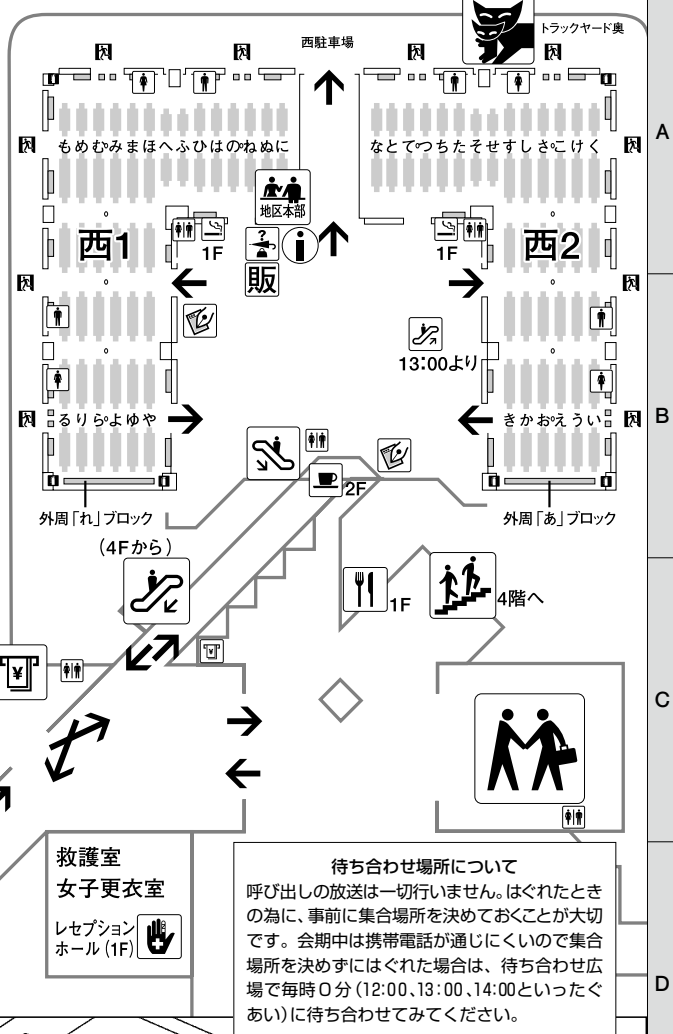 トラックヤード奥
西駐車場
A
もめむみまほへふひはのねぬに
なとてつちたそせすしさこけく
地区本部
西1
1F
?
i
販
1F
西2
13:00より
B
るりらよゆや
きかおえうい
2F
外周「れ」ブロック
外周「あ」ブロック
(4Fから)
1F
4階へ
¥
¥
C
救護室
女子更衣室
レセプション
ホール(1F)
待ち合わせ場所について
呼び出しの放送は一切行いません。はぐれたとき
の為に、事前に集合場所を決めておくことが大切
です。会期中は携帯電話が通じにくいので集合
場所を決めずにはぐれた場合は、待ち合わせ広
場で毎時0分(12:00、13:00、14:00といったぐ
あい)に待ち合わせてみてください。
D